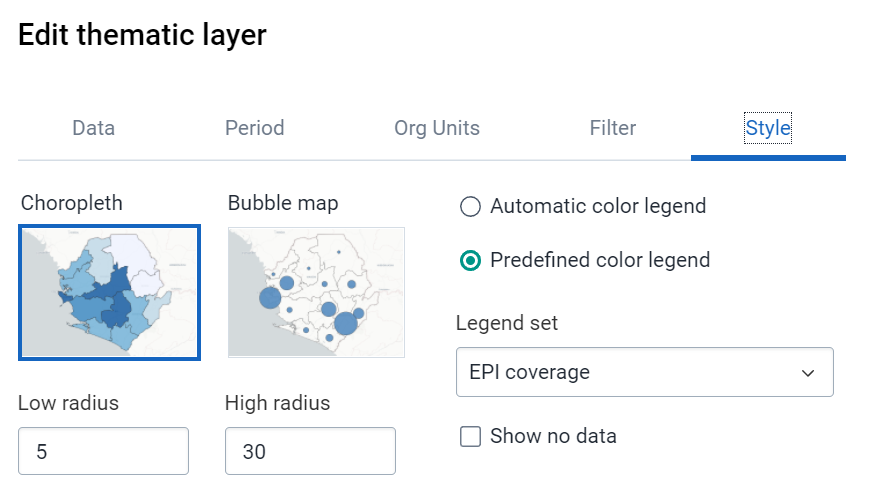 Edit thematic layer
Data Period Org Units Filter Style
Choropleth
Bubble map
Automatic color legend
Predefined color legend
Legend set
EPI coverage
Low radius
High radius
5
30
Show no data